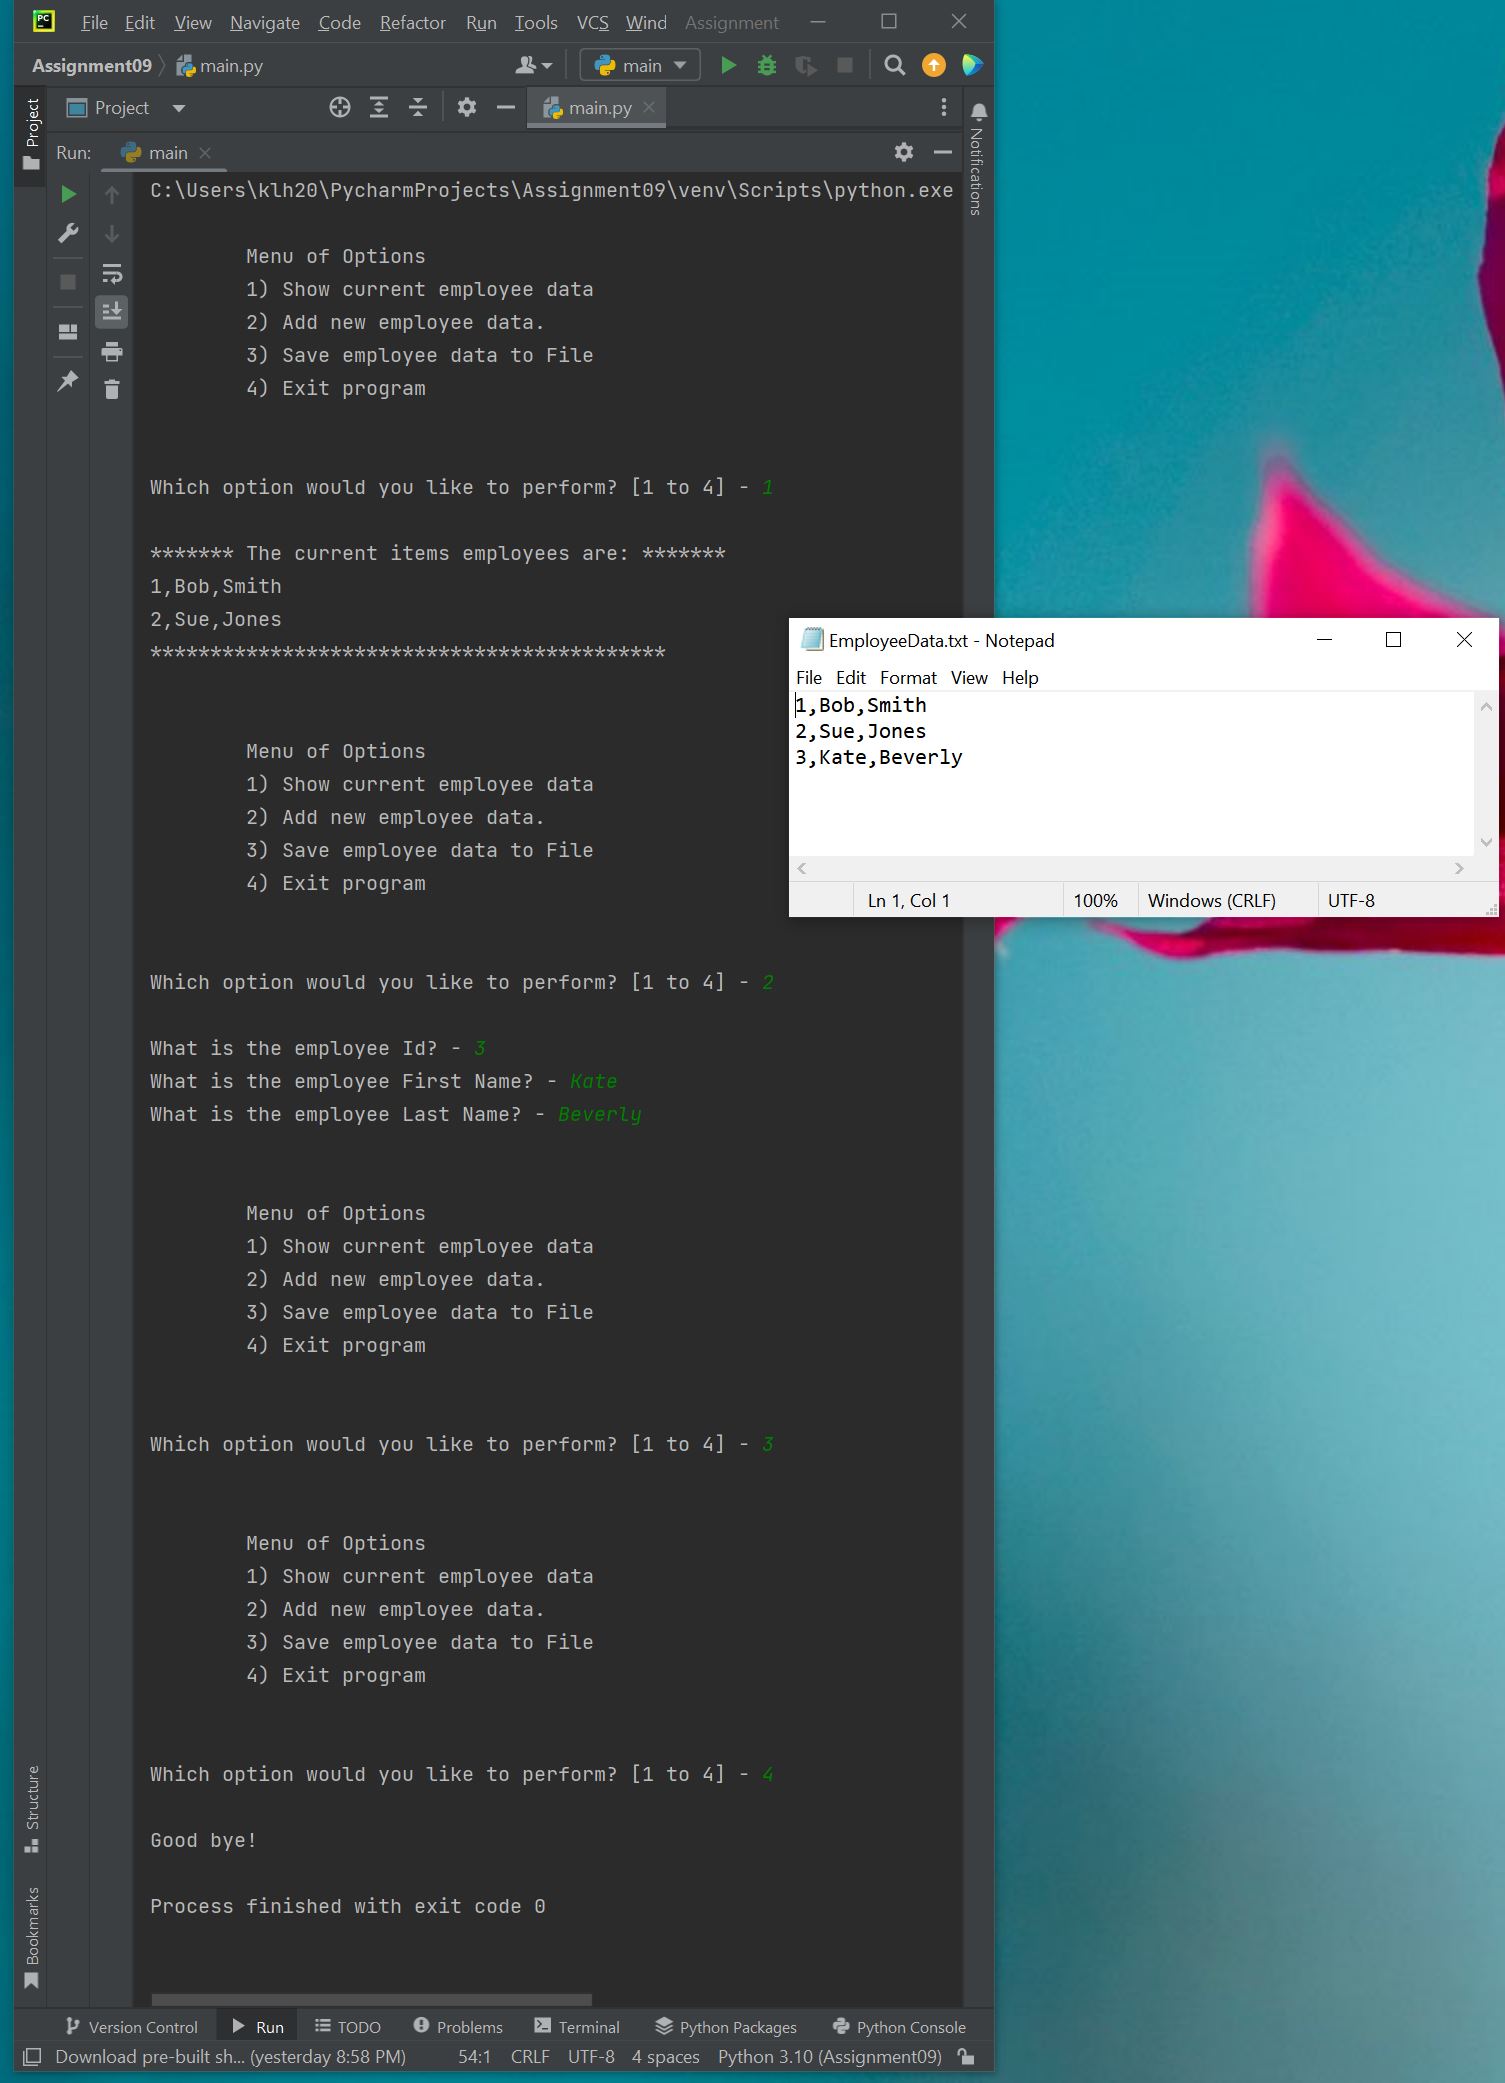 File Edit View Navigate Code Refactor Run Tools VCS Wind Assignment
Assignment09 main.py main
Project main.py
Project
Notifications
Run: main
C:\Users\klh20\PycharmProjects\Assignment09\venv\Scripts\python.exe
Menu of Options
1) Show current employee data
2) Add new employee data.
3) Save employee data to File
4) Exit program
Which option would you like to perform? [1 to 4] - 1
******* The current items employees are: *******
1,Bob,Smith
2,Sue,Jones
*******************************************
Menu of Options
1) Show current employee data
2) Add new employee data.
3) Save employee data to File
4) Exit program
Which option would you like to perform? [1 to 4] - 2
What is the employee Id? - 3
What is the employee First Name? - Kate
What is the employee Last Name? - Beverly
Menu of Options
1) Show current employee data
2) Add new employee data.
3) Save employee data to File
4) Exit program
Which option would you like to perform? [1 to 4] - 3
Menu of Options
1) Show current employee data
2) Add new employee data.
3) Save employee data to File
4) Exit program
Which option would you like to perform? [1 to 4] - 4
Good bye!
Process finished with exit code 0
Structure
Bookmarks
Version Control Run TODO Problems Terminal Python Packages Python Console
Download pre-built sh... (yesterday 8:58 PM) 54:1 CRLF UTF-8 4 spaces Python 3.10 (Assignment09)
EmployeeData.txt - Notepad
File Edit Format View Help
1,Bob,Smith
2,Sue,Jones
3,Kate,Beverly
Ln 1, Col 1 100% Windows (CRLF) UTF-8